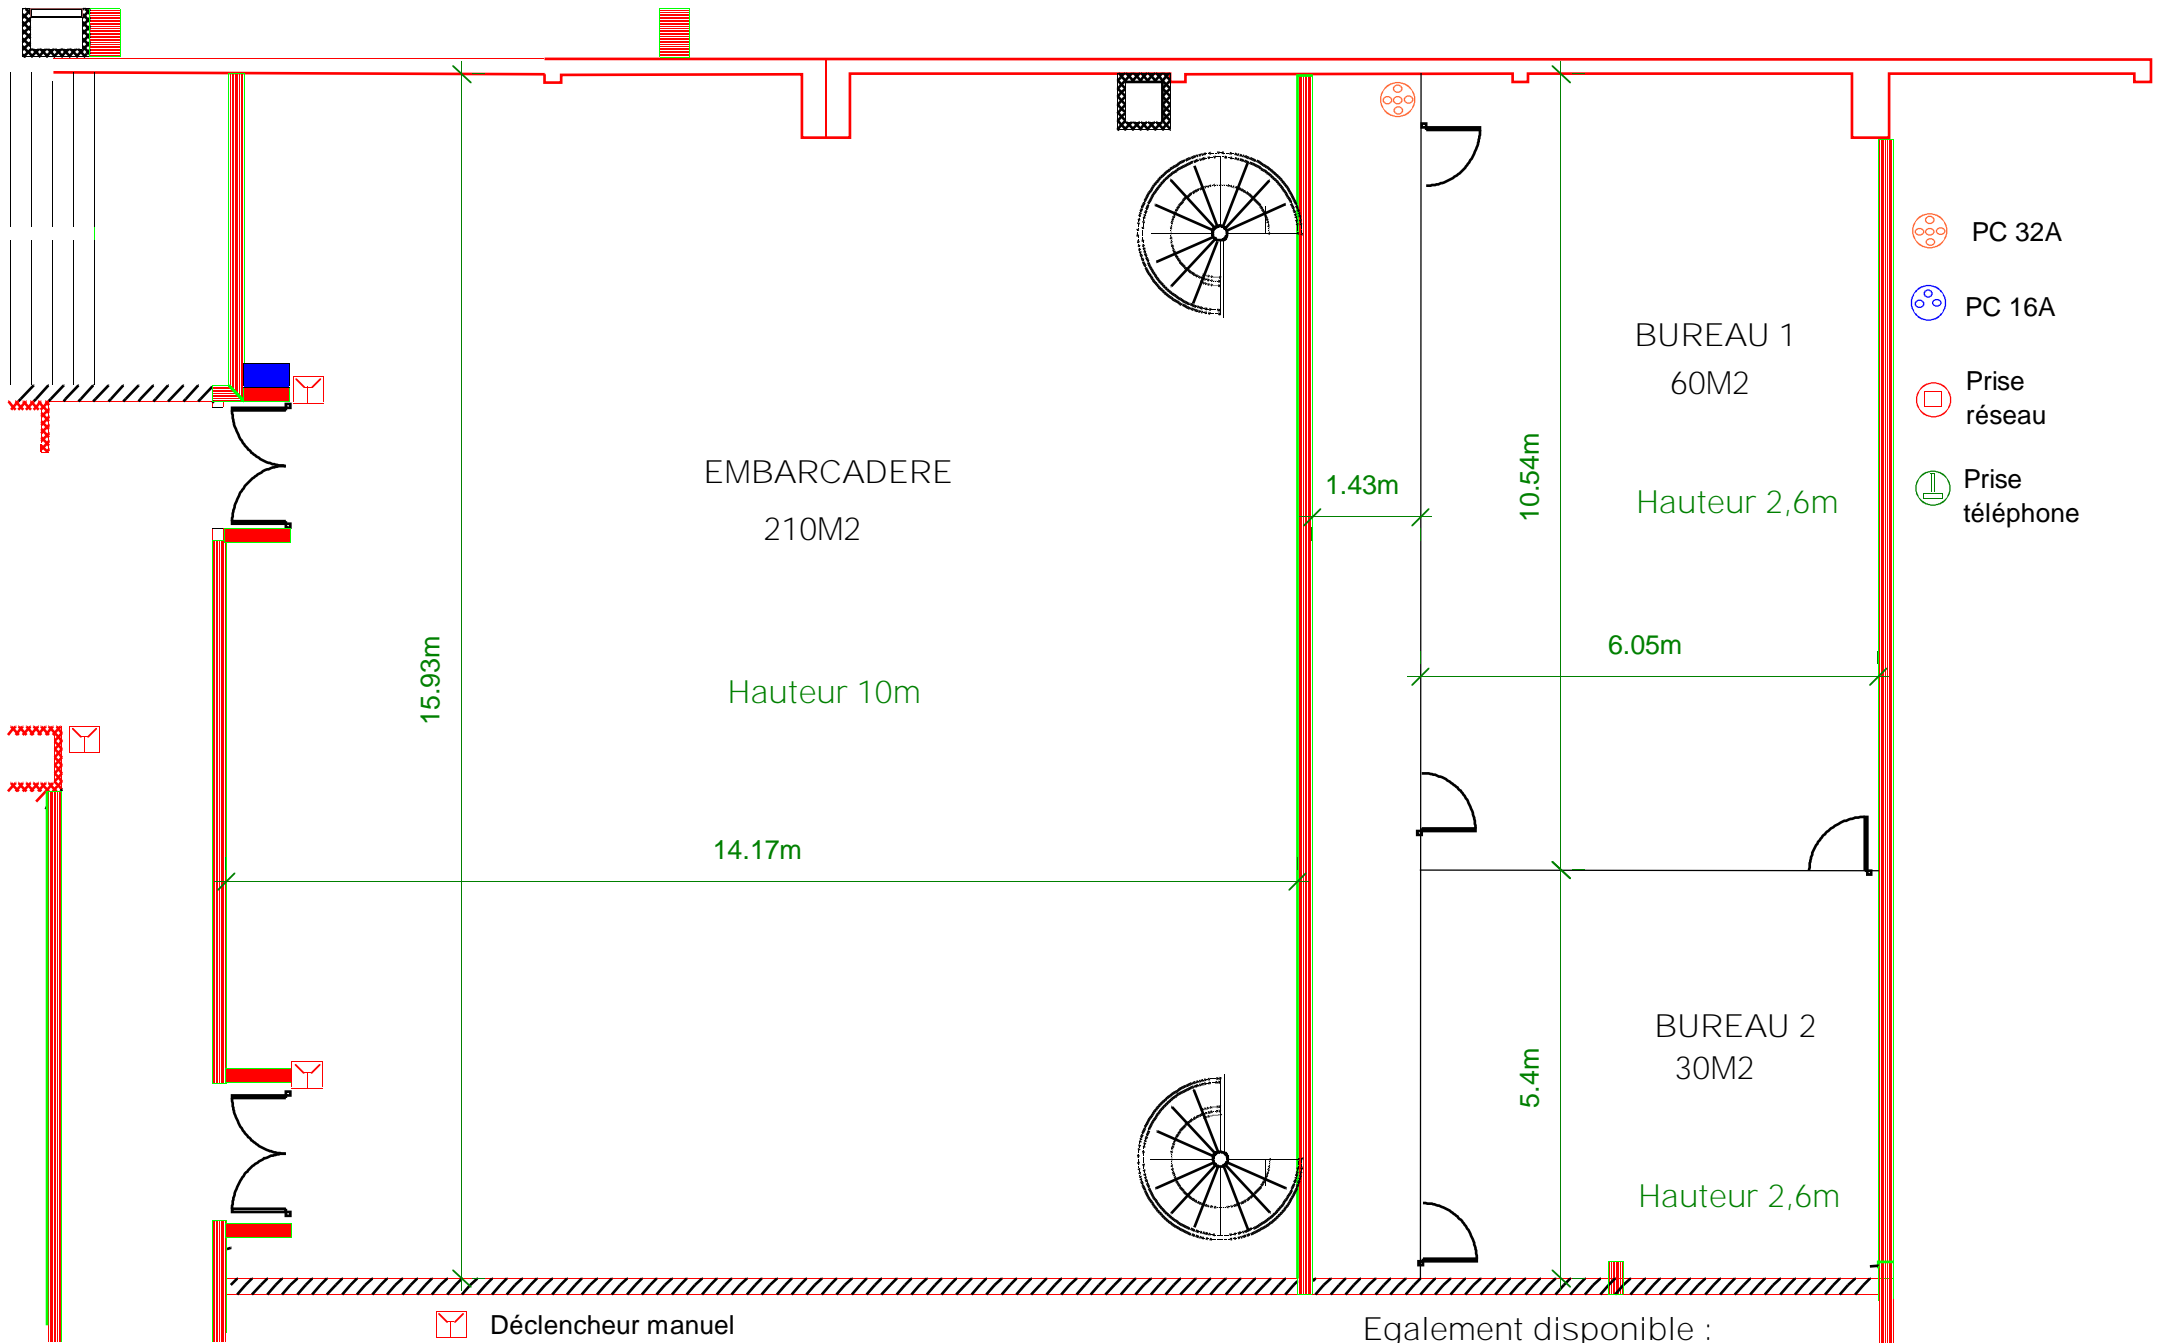 PC 32A
PC 16A
BUREAU 1
60M2
Prise
réseau
EMBARCADERE
210M2
1.43m
10.54m
Hauteur 2,6m
Prise
téléphone
6.05m
15.93m
Hauteur 10m
14.17m
BUREAU 2
30M2
5.4m
Hauteur 2,6m
Déclencheur manuel
Egalement disponible :